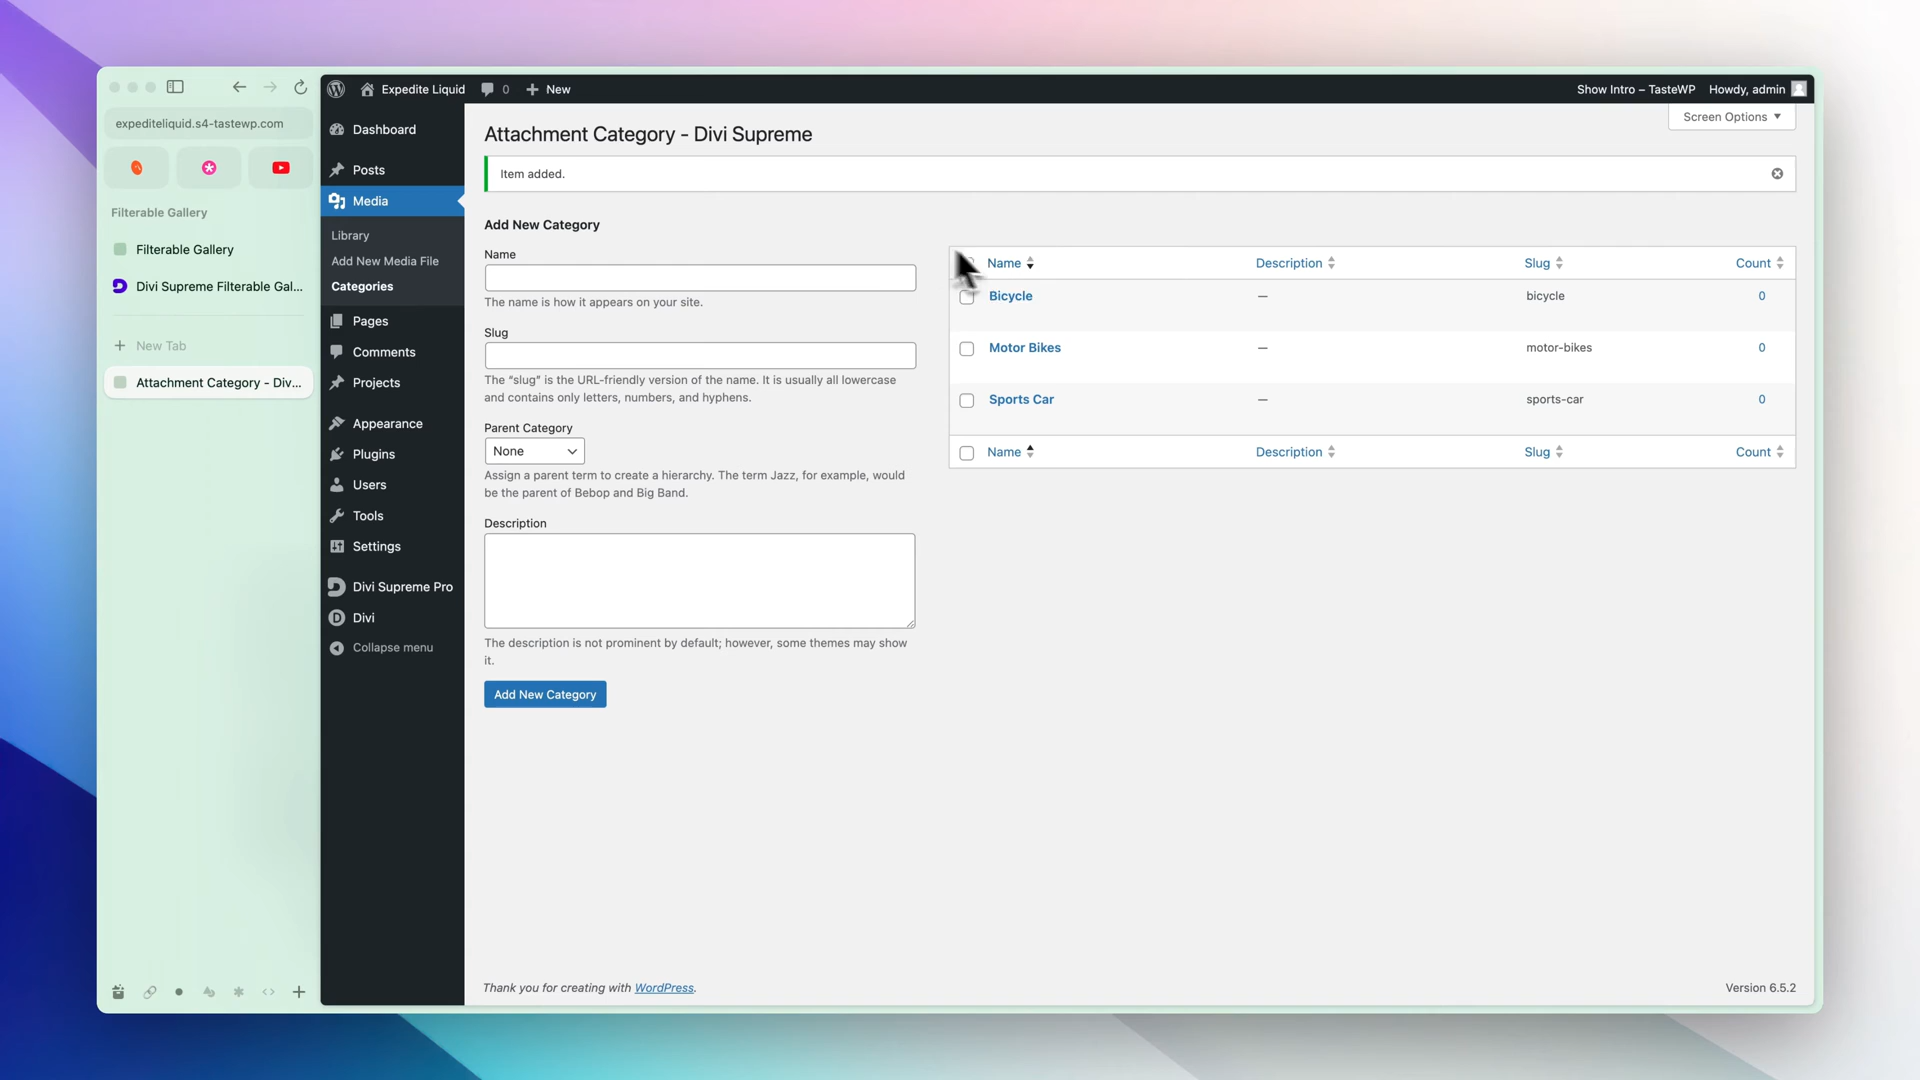 Expedite Liquid
0
New
Show Intro – TasteWP
Howdy, admin
expediteliquid.s4-tastewp.com
Filterable Gallery
Filterable Gallery
Divi Supreme Filterable Gal...
New Tab
Attachment Category - Div...
Dashboard
Posts
Media
Library
Add New Media File
Categories
Pages
Comments
Projects
Appearance
Plugins
Users
Tools
Settings
Divi Supreme Pro
Divi
Collapse menu
Screen Options
Attachment Category - Divi Supreme
Item added.
Add New Category
Name
The name is how it appears on your site.
Slug
The “slug” is the URL-friendly version of the name. It is usually all lowercase
and contains only letters, numbers, and hyphens.
Parent Category
None
Assign a parent term to create a hierarchy. The term Jazz, for example, would
be the parent of Bebop and Big Band.
Description
The description is not prominent by default; however, some themes may show
it.
Add New Category
Name Description Slug Count
Bicycle — bicycle 0
Motor Bikes — motor-bikes 0
Sports Car — sports-car 0
Name Description Slug Count
Thank you for creating with WordPress.
Version 6.5.2